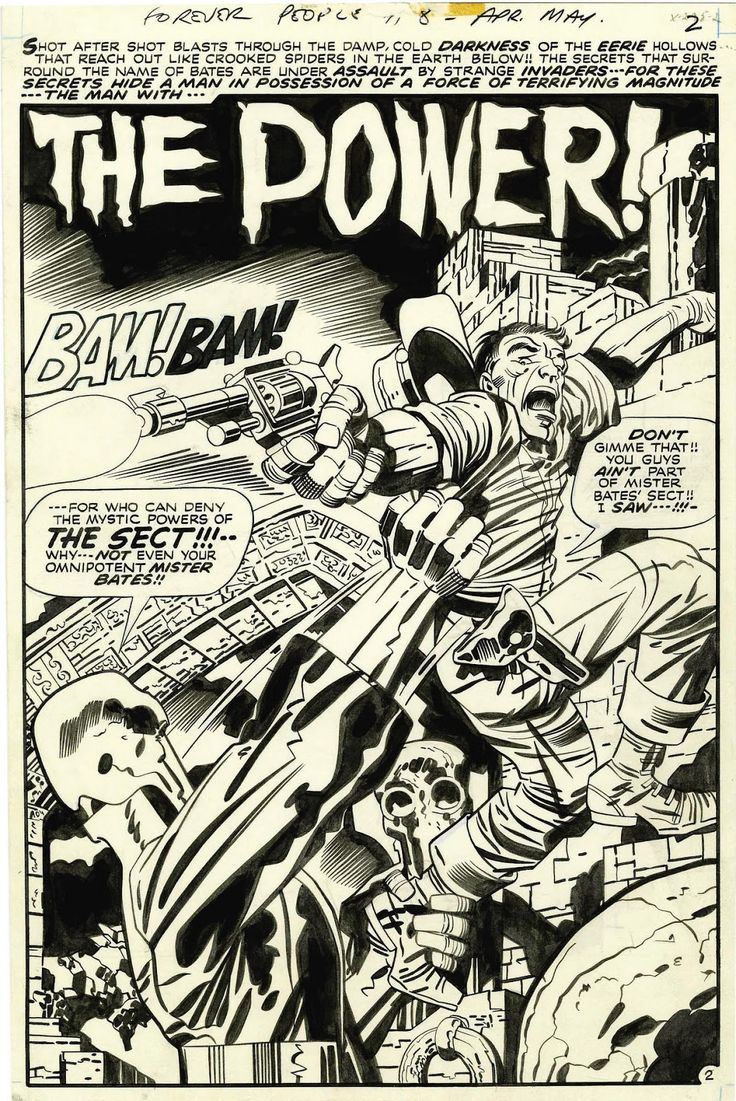 FOREVER PEOPLE #8 - APR. MAY.
2
SHOT AFTER SHOT BLASTS THROUGH THE DAMP, COLD DARKNESS OF THE EERIE HOLLOWS
THAT REACH OUT LIKE CROOKED SPIDERS IN THE EARTH BELOW!! THE SECRETS THAT SUR-
ROUND THE NAME OF BATES ARE UNDER ASSAULT BY STRANGE INVADERS---FOR THESE
SECRETS HIDE A MAN IN POSSESSION OF A FORCE OF TERRIFYING MAGNITUDE
---THE MAN WITH---
THE POWER!
BAM! BAM!
DON'T
GIMME THAT!!
YOU GUYS
AIN'T PART
OF MISTER
BATES' SECT!!
I SAW----!!!-
---FOR WHO CAN DENY
THE MYSTIC POWERS OF
THE SECT!!!--
WHY---NOT EVEN YOUR
OMNIPOTENT MISTER
BATES!!
2